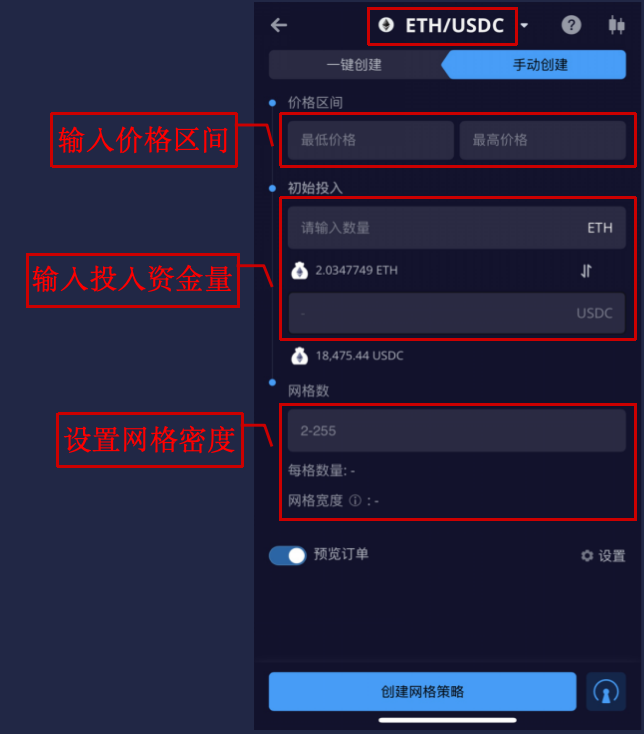 ETH/USDC
一键创建 手动创建
价格区间
输入价格区间
最低价格 最高价格
初始投入
请输入数量 ETH
输入投入资金量
2.0347749 ETH
- USDC
18,475.44 USDC
网格数
设置网格密度
2-255
每格数量: -
网格宽度 : -
预览订单 设置
创建网格策略